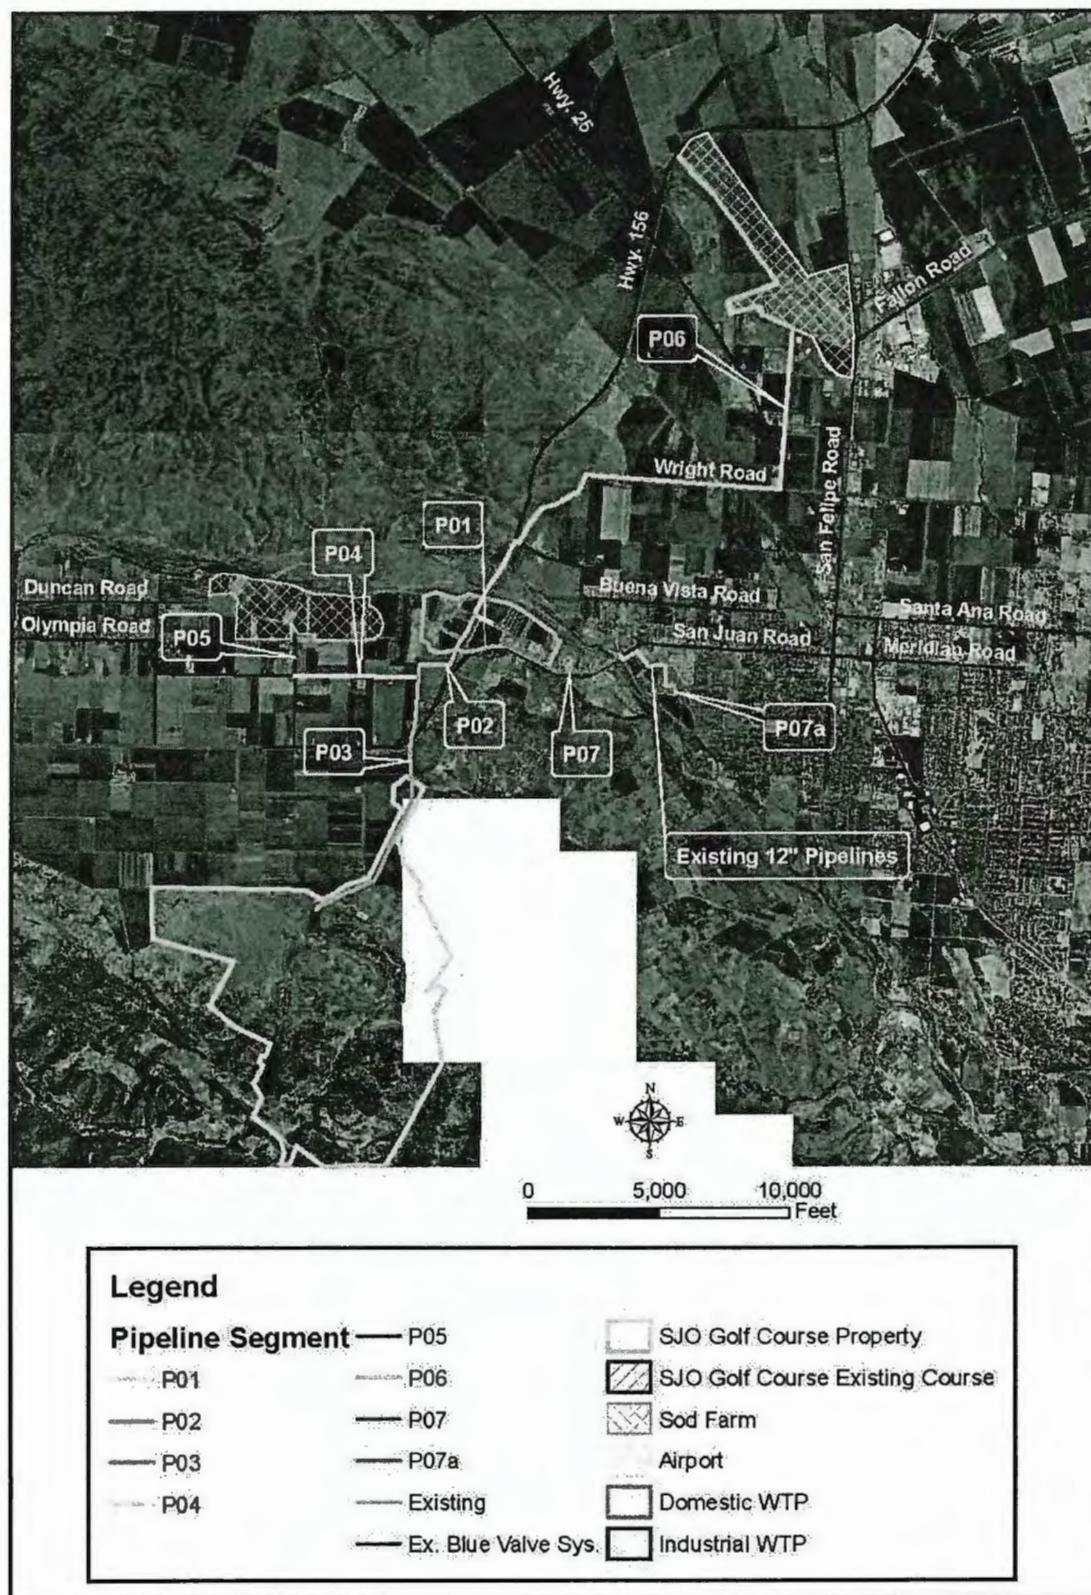 Hwy. 25
Hwy. 156
Fallon Road
P06
Wright Road
San Felipe Road
P01
P04
Duncan Road
Buena Vista Road
Santa Ana Road
Olympia Road
P05
San Juan Road
Meridian Road
P02
P07
P07a
P03
Existing 12" Pipelines
N
W E
S
0 5,000 10,000
Feet
Legend
Pipeline Segment
P01
P02
P03
P04
P05
P06
P07
P07a
Existing
Ex. Blue Valve Sys.
SJO Golf Course Property
SJO Golf Course Existing Course
Sod Farm
Airport
Domestic WTP
Industrial WTP